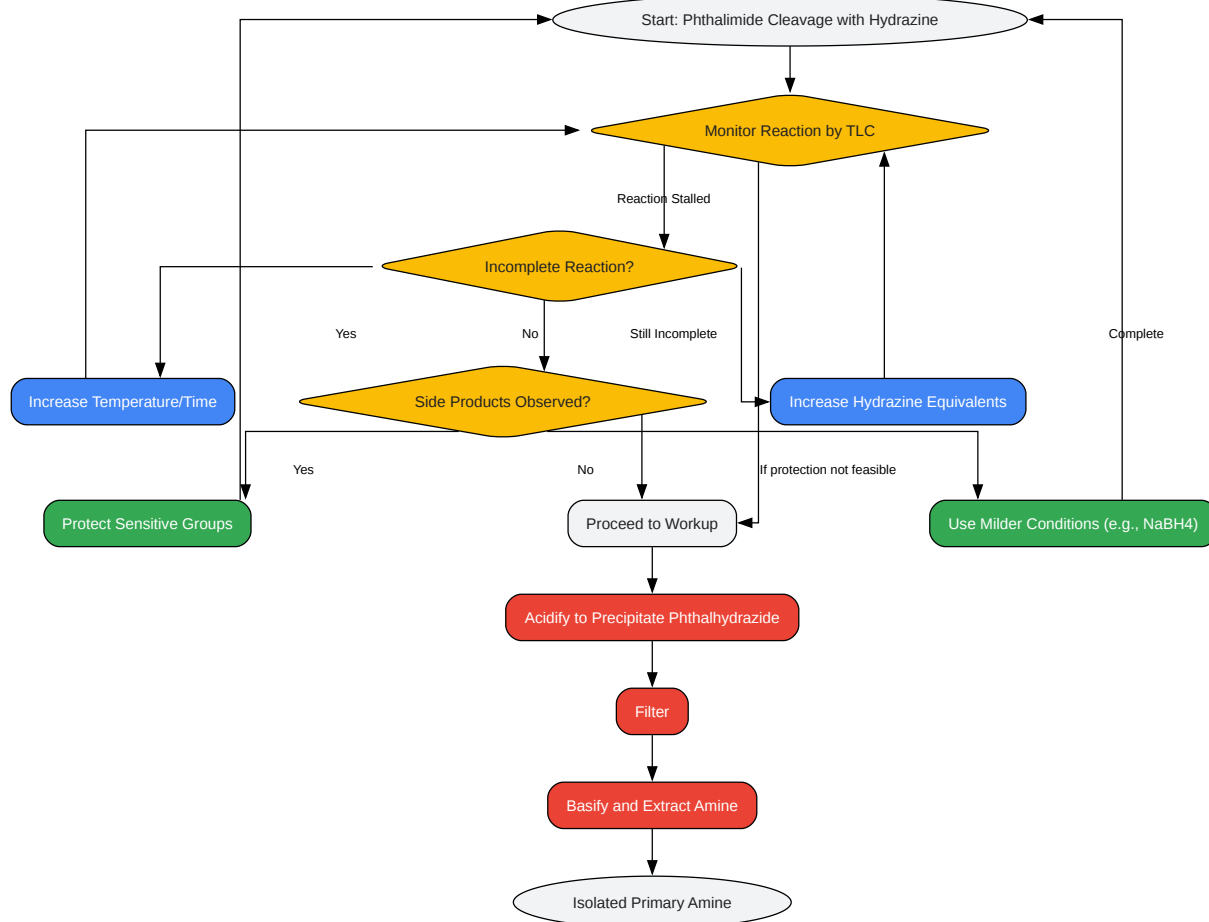 Start: Phthalimide Cleavage with Hydrazine
Monitor Reaction by TLC
Reaction Stalled
Incomplete Reaction?
Yes
No
Still Incomplete
Complete
Increase Temperature/Time
Side Products Observed?
Increase Hydrazine Equivalents
Yes
No
If protection not feasible
Protect Sensitive Groups
Proceed to Workup
Use Milder Conditions (e.g., NaBH4)
Acidify to Precipitate Phthalhydrazide
Filter
Basify and Extract Amine
Isolated Primary Amine